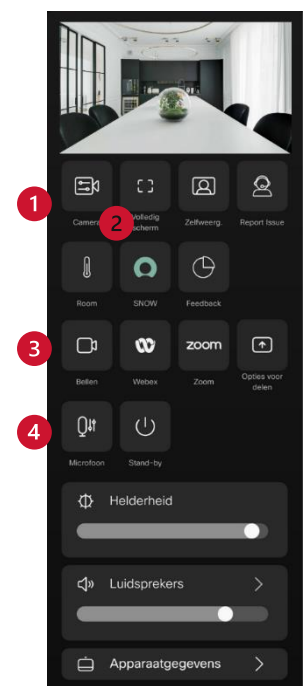 1
Camera
2
Volledig
scherm
Zelfweerg.
Report Issue
Room
SNOW
Feedback
3
zoom
Bellen
Webex
Zoom
Opties voor
delen
4
Microfoon
Stand-by
Helderheid
Luidsprekers
Apparaatgegevens